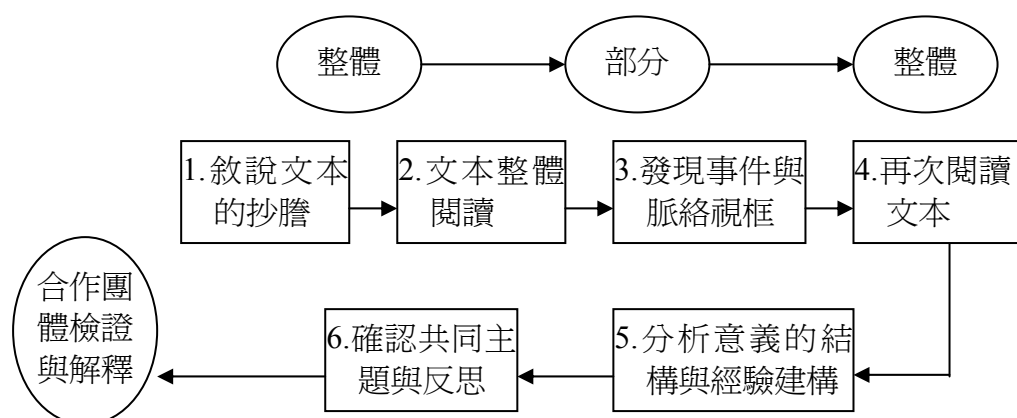 整體
部分
整體
1.敘說文本
的抄謄
2.文本整體
閱讀
3.發現事件與
脈絡視框
4.再次閱讀
文本
5.分析意義的結
構與經驗建構
6.確認共同主
題與反思
合作團
體檢證
與解釋